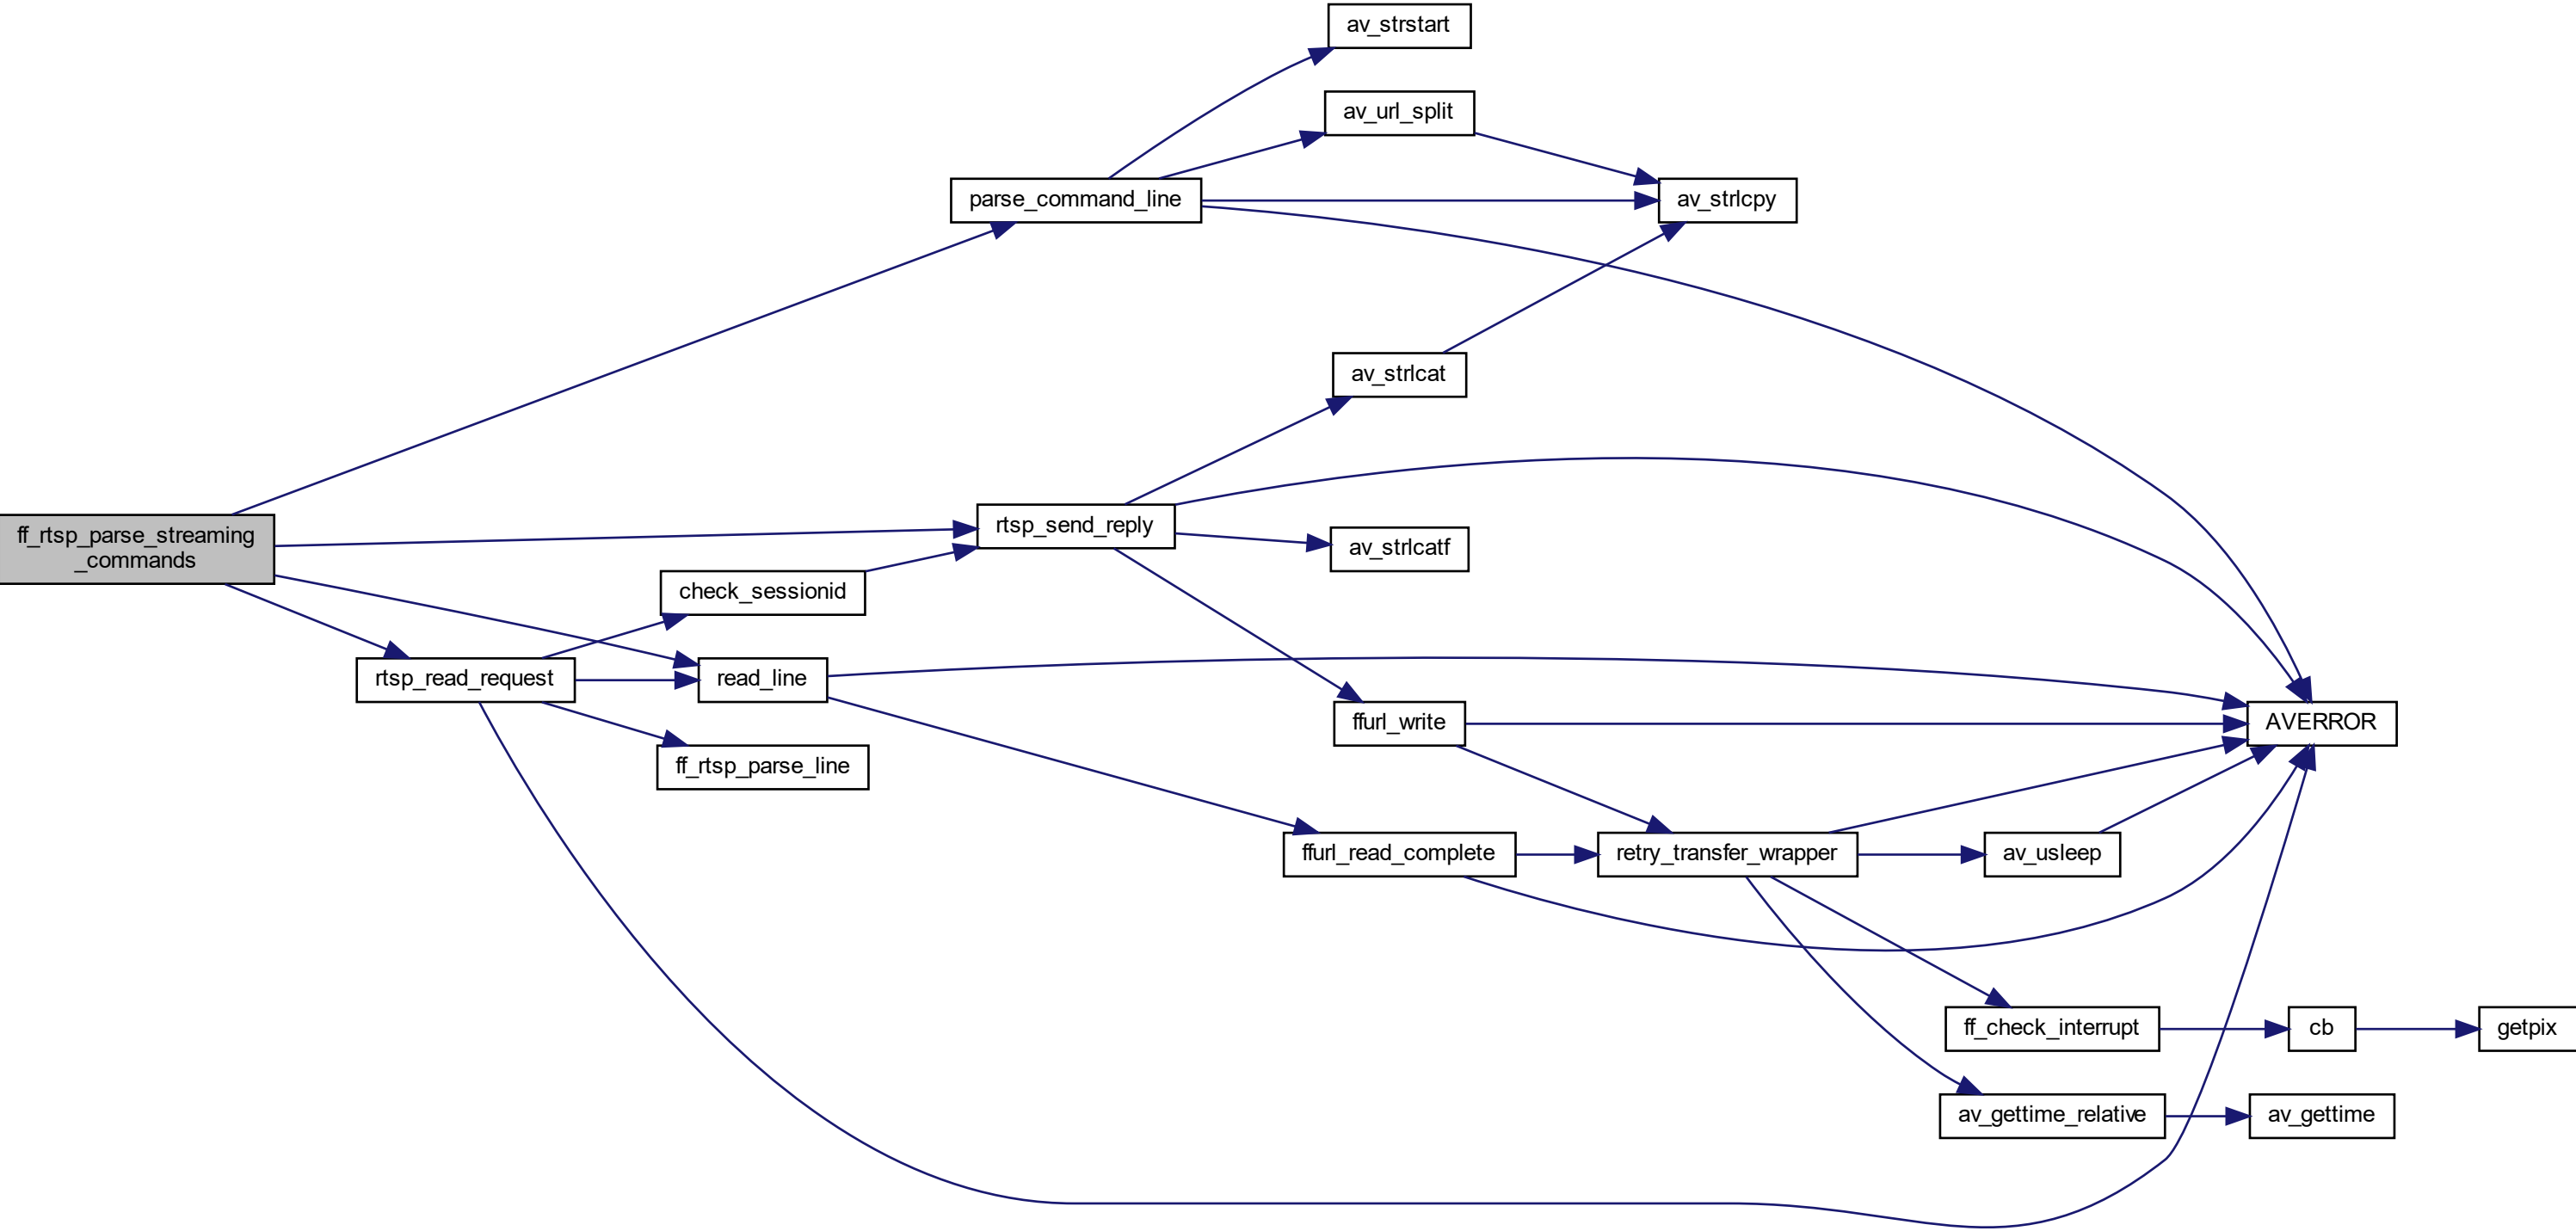 av_strstart
av_url_split
parse_command_line
av_strlcpy
av_strlcat
ff_rtsp_parse_streaming
_commands
rtsp_send_reply
av_strlcatf
check_sessionid
rtsp_read_request
read_line
ffurl_write
AVERROR
ff_rtsp_parse_line
ffurl_read_complete
retry_transfer_wrapper
av_usleep
ff_check_interrupt
cb
getpix
av_gettime_relative
av_gettime